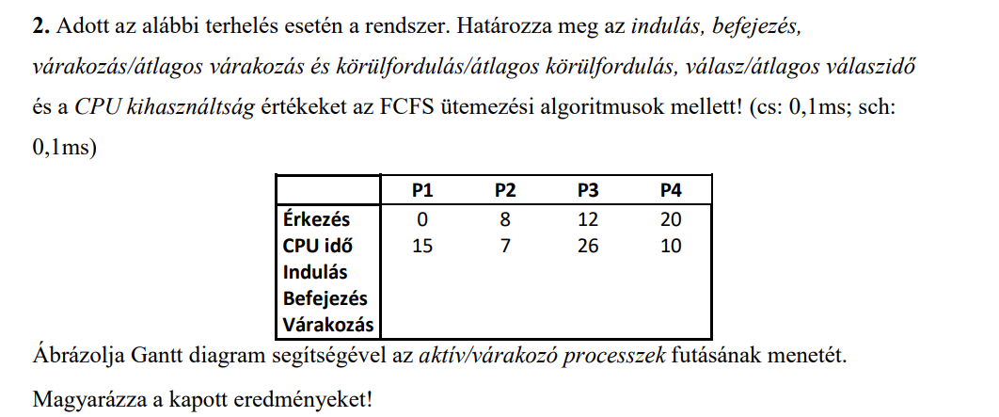 2. Adott az alábbi terhelés esetén a rendszer. Határozza meg az indulás, befejezés,
várakozás/átlagos várakozás és körülfordulás/átlagos körülfordulás, válasz/átlagos válaszidő
és a CPU kihasználtság értékeket az FCFS ütemezési algoritmusok mellett! (cs: 0,1ms; sch:
0,1ms)
P1 P2 P3 P4
Érkezés 0 8 12 20
CPU idő 15 7 26 10
Indulás
Befejezés
Várakozás
Ábrázolja Gantt diagram segítségével az aktív/várakozó processzek futásának menetét.
Magyarázza a kapott eredményeket!